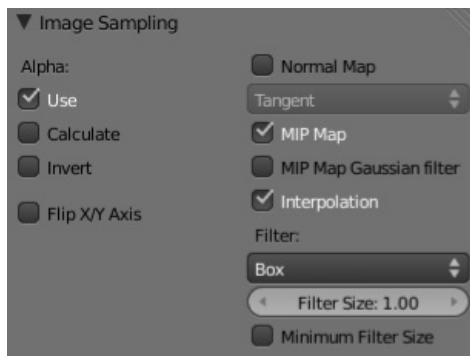 Image Sampling
Alpha:
Use
Calculate
Invert
Flip X/Y Axis
Normal Map
Tangent
MIP Map
MIP Map Gaussian filter
Interpolation
Filter:
Box
Filter Size: 1.00
Minimum Filter Size